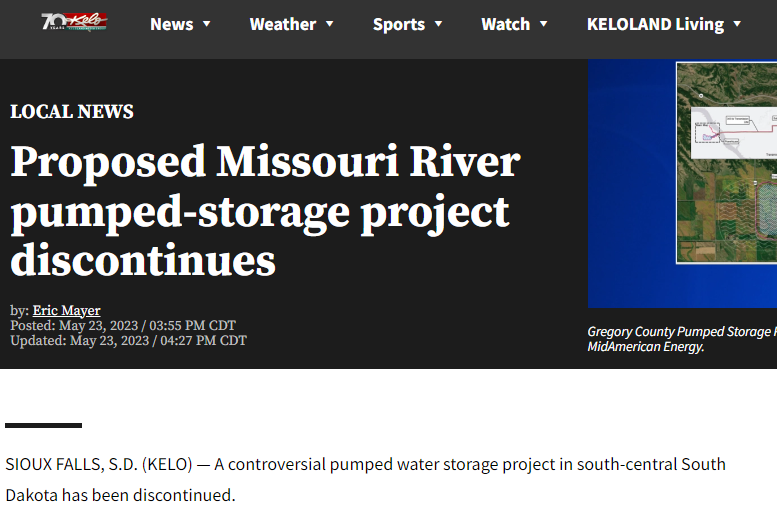 70 YEARS Kelo
News Weather Sports Watch KELOLAND Living
LOCAL NEWS
Proposed Missouri River
pumped-storage project
discontinues
by: Eric Mayer
Posted: May 23, 2023 / 03:55 PM CDT
Updated: May 23, 2023 / 04:27 PM CDT
Gregory County Pumped Storage
MidAmerican Energy.
SIOUX FALLS, S.D. (KELO) — A controversial pumped water storage project in south-central South
Dakota has been discontinued.